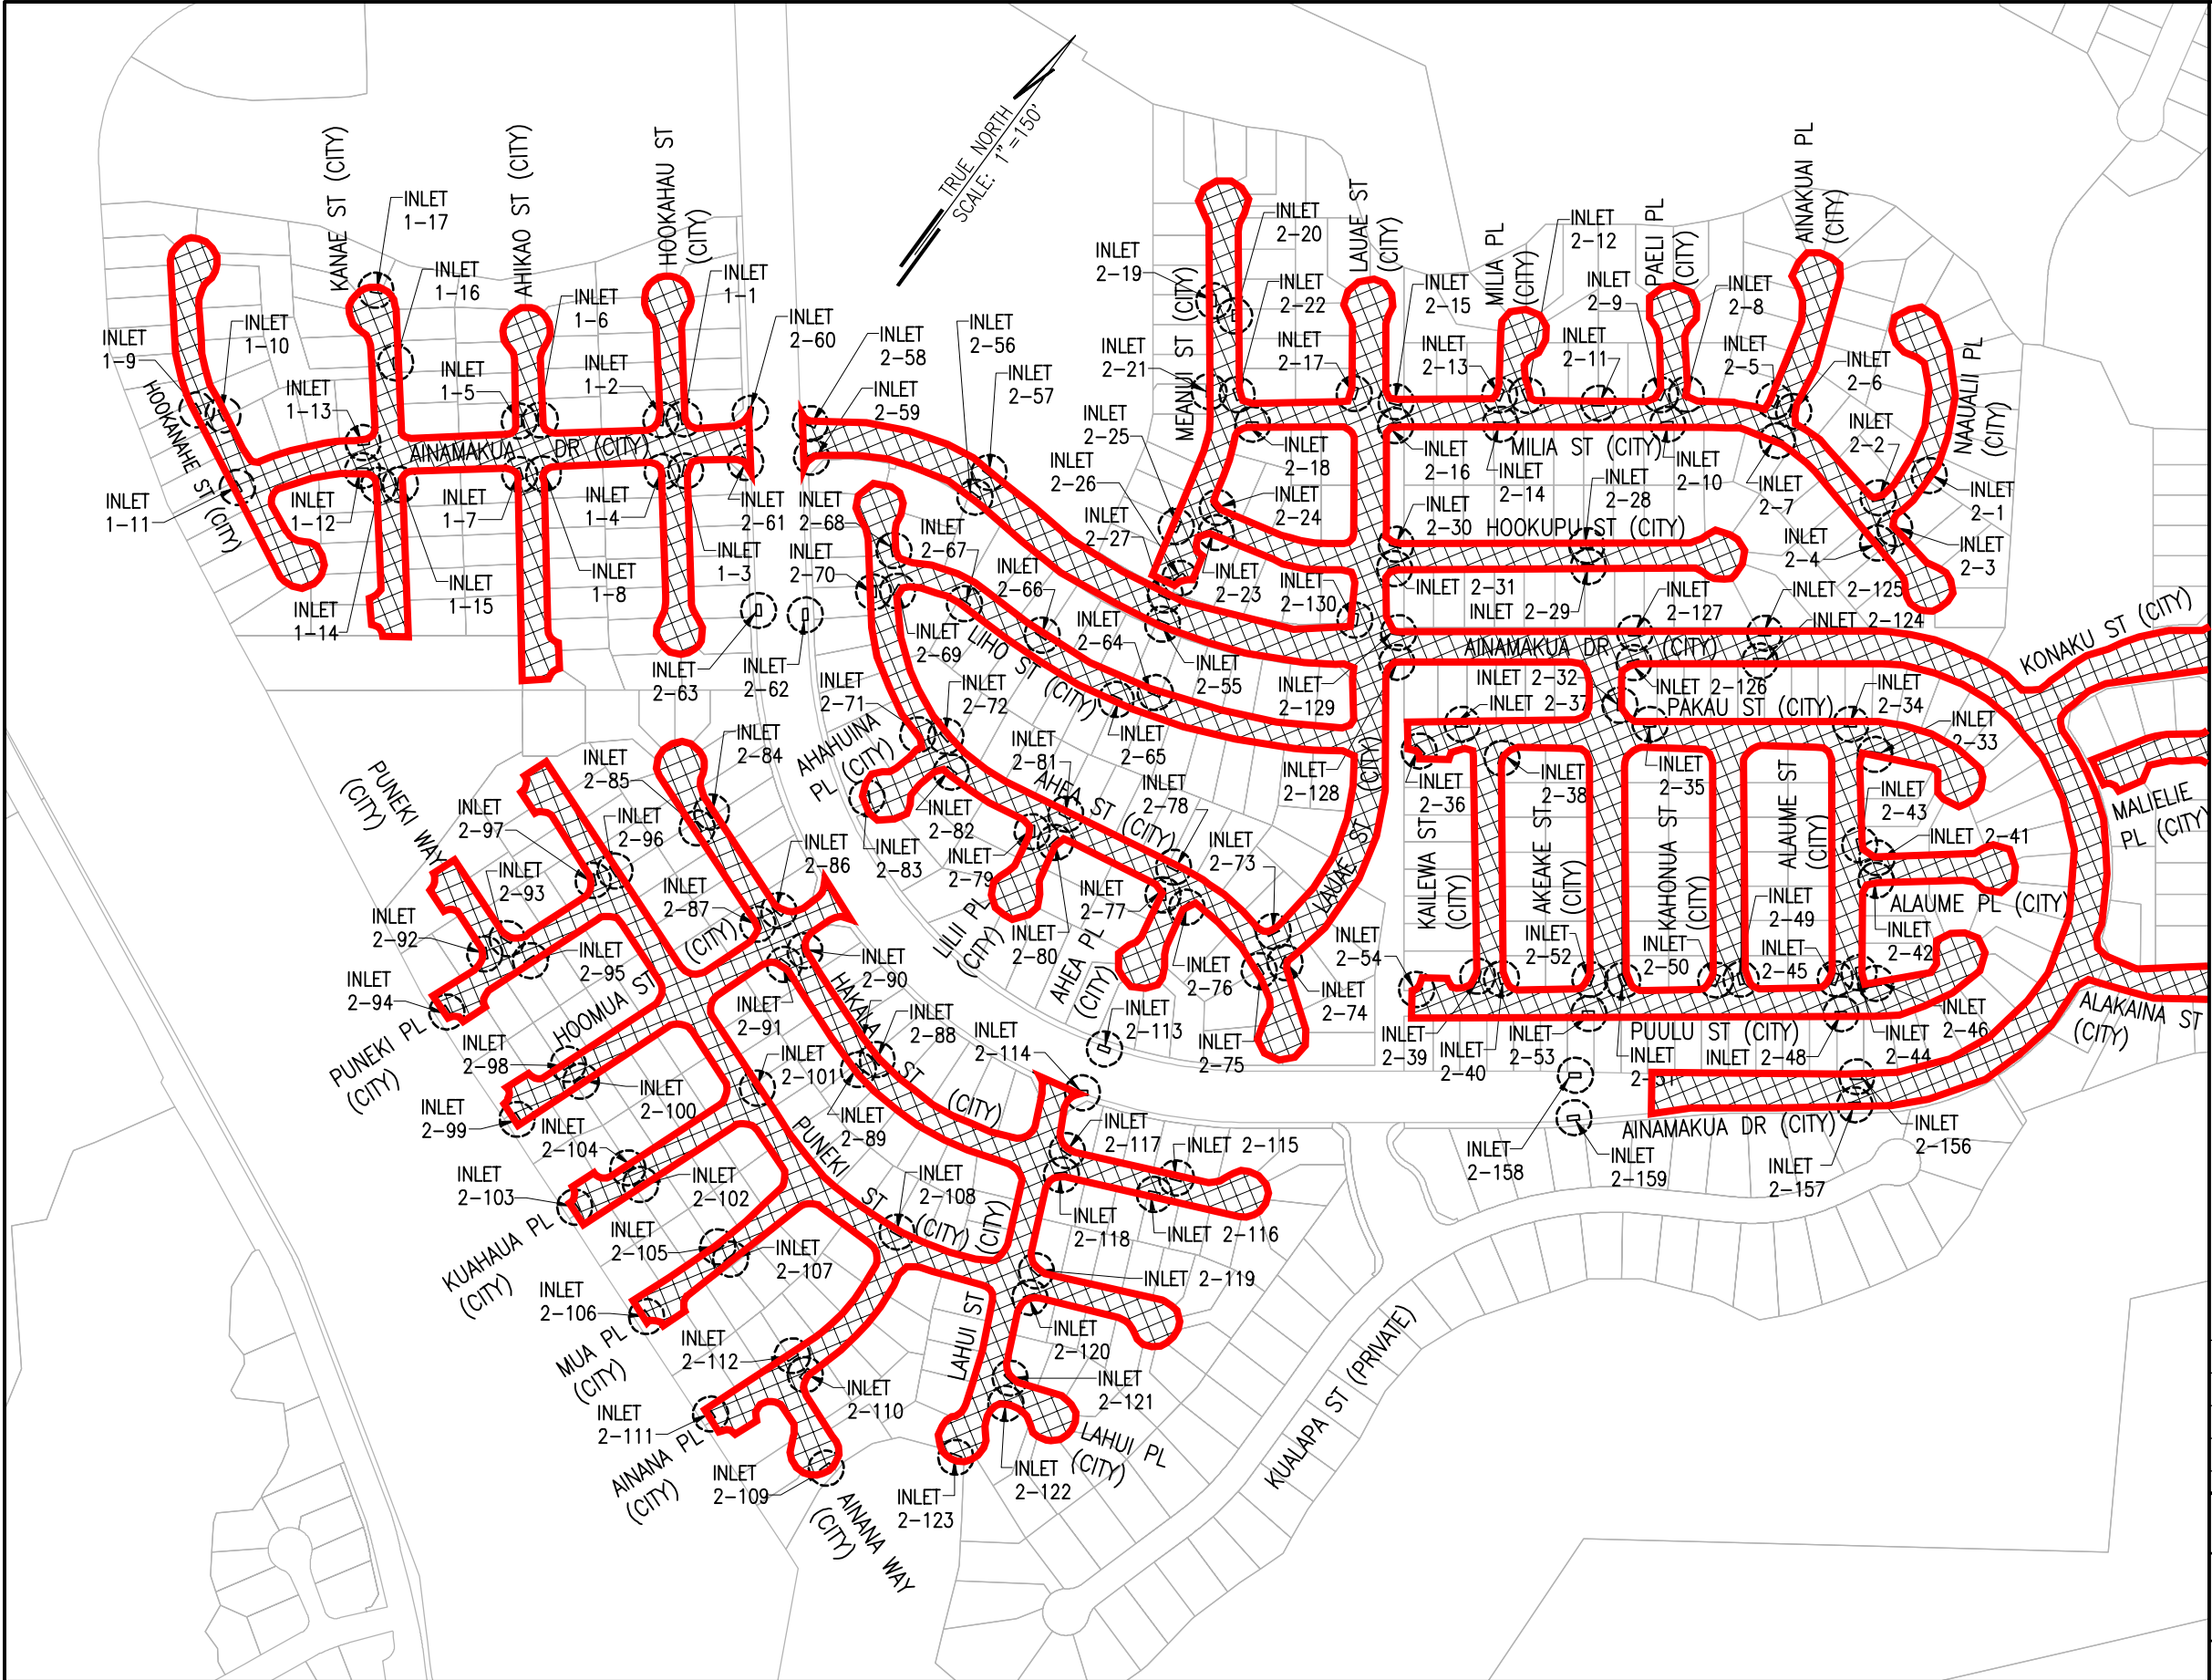 TRUE NORTH
SCALE: 1"=150'
KANAE ST (CITY)
AHIKAO ST (CITY)
HOOKAHAU ST
(CITY)
INLET
1-17
INLET
1-16
INLET
1-6
INLET
1-1
INLET
1-10
INLET
1-9
INLET
1-13
INLET
1-5
INLET
1-2
HOOKANAHE ST (CITY)
AINAMAKUA DR (CITY)
INLET
1-11
INLET
1-12
INLET
1-7
INLET
1-4
INLET
1-14
INLET
1-15
INLET
1-8
INLET
1-3
INLET
2-60
INLET
2-61
INLET
2-63
INLET
2-62
INLET
2-58
INLET
2-59
INLET
2-56
INLET
2-57
INLET
2-68
INLET
2-70
INLET
2-67
INLET
2-66
INLET
2-69
LIHO ST (CITY)
INLET
2-64
INLET
2-55
INLET
2-65
INLET
2-71
INLET
2-72
AHAHUINA
PL (CITY)
INLET
2-81
AHEA ST (CITY)
INLET
2-78
INLET
2-82
INLET
2-83
INLET
2-79
INLET
2-73
INLET
2-77
LILII PL
(CITY)
INLET
2-80
AHEA PL
(CITY)
INLET
2-76
INLET
2-74
INLET
2-75
INLET
2-113
INLET
2-114
MEANUI ST (CITY)
INLET
2-19
INLET
2-20
INLET
2-22
INLET
2-21
INLET
2-17
LAUAE ST
(CITY)
INLET
2-15
MILIA PL
(CITY)
INLET
2-12
INLET
2-13
INLET
2-11
INLET
2-9
PAELI PL
(CITY)
INLET
2-8
AINAKUAI PL
(CITY)
INLET
2-5
INLET
2-6
INLET
2-2
NAAUALII PL
(CITY)
INLET
2-1
INLET
2-3
INLET
2-4
INLET
2-7
INLET
2-10
MILIA ST (CITY)
INLET
2-14
INLET
2-16
INLET
2-18
INLET
2-25
INLET
2-26
INLET
2-24
INLET
2-27
INLET
2-23
INLET
2-30
HOOKUPU ST (CITY)
INLET
2-28
INLET 2-31
INLET 2-29
INLET
2-130
INLET
2-127
INLET 2-125
INLET 2-124
AINAMAKUA DR (CITY)
KONAKU ST (CITY)
INLET
2-129
INLET 2-32
INLET 2-37
INLET 2-126
PAKAU ST (CITY)
INLET
2-34
INLET
2-33
INLET
2-128
LAUAE ST (CITY)
INLET
2-36
INLET
2-38
INLET
2-35
INLET
2-43
KAILEWA ST
(CITY)
AKEAKE ST
(CITY)
KAHONUA ST
(CITY)
ALAUME ST
(CITY)
INLET 2-41
ALAUME PL (CITY)
MALIELIE
PL (CITY)
INLET
2-54
INLET
2-52
INLET
2-50
INLET
2-49
INLET
2-45
INLET
2-42
INLET
2-46
ALAKAINA ST
(CITY)
INLET
2-39
INLET
2-40
INLET
2-53
PUULU ST (CITY)
INLET
2-51
INLET 2-48
INLET
2-44
AINAMAKUA DR (CITY)
INLET
2-156
INLET
2-157
INLET
2-158
INLET
2-159
PUNEKI WAY
(CITY)
INLET
2-85
INLET
2-84
INLET
2-97
INLET
2-96
INLET
2-93
INLET
2-92
INLET
2-94
INLET
2-95
INLET
2-87
INLET
2-86
(CITY)
HOOMUA ST
PUNEKI PL
(CITY)
INLET
2-98
INLET
2-99
INLET
2-100
INLET
2-91
INLET
2-90
HAKALA ST (CITY)
INLET
2-88
INLET
2-89
INLET
2-101
INLET
2-104
INLET
2-103
INLET
2-102
KUAHAUA PL
(CITY)
PUNEKI ST (CITY)
INLET
2-105
INLET
2-107
INLET
2-106
MUA PL
(CITY)
INLET
2-108
INLET
2-117
INLET 2-115
INLET
2-118
INLET 2-116
INLET 2-119
INLET
2-120
LAHUI ST (CITY)
INLET
2-121
INLET
2-122
INLET
2-123
LAHUI PL
(CITY)
INLET
2-112
INLET
2-110
INLET
2-111
INLET
2-109
AINANA PL
(CITY)
AINANA WAY
(CITY)
KUALAPA ST (PRIVATE)